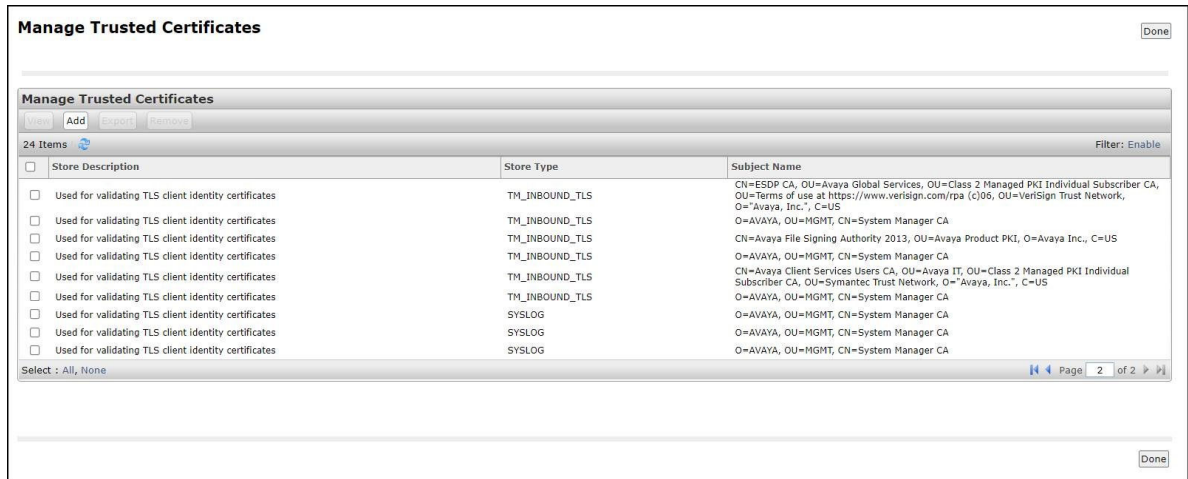 Manage Trusted Certificates
Done
Manage Trusted Certificates
View Add Export Remove
24 Items Filter: Enable
Store Description Store Type Subject Name
Used for validating TLS client identity certificates TM_INBOUND_TLS CN=ESDP CA, OU=Avaya Global Services, OU=Class 2 Managed PKI Individual Subscriber CA,
OU=Terms of use at https://www.verisign.com/rpa (c)06, OU=VeriSign Trust Network,
O="Avaya, Inc.", C=US
Used for validating TLS client identity certificates TM_INBOUND_TLS O=AVAYA, OU=MGMT, CN=System Manager CA
Used for validating TLS client identity certificates TM_INBOUND_TLS CN=Avaya File Signing Authority 2013, OU=Avaya Product PKI, O=Avaya Inc., C=US
Used for validating TLS client identity certificates TM_INBOUND_TLS O=AVAYA, OU=MGMT, CN=System Manager CA
Used for validating TLS client identity certificates TM_INBOUND_TLS CN=Avaya Client Services Users CA, OU=Avaya IT, OU=Class 2 Managed PKI Individual
Subscriber CA, OU=Symantec Trust Network, O="Avaya, Inc.", C=US
Used for validating TLS client identity certificates TM_INBOUND_TLS O=AVAYA, OU=MGMT, CN=System Manager CA
Used for validating TLS client identity certificates SYSLOG O=AVAYA, OU=MGMT, CN=System Manager CA
Used for validating TLS client identity certificates SYSLOG O=AVAYA, OU=MGMT, CN=System Manager CA
Used for validating TLS client identity certificates SYSLOG O=AVAYA, OU=MGMT, CN=System Manager CA
Select : All, None Page 2 of 2
Done